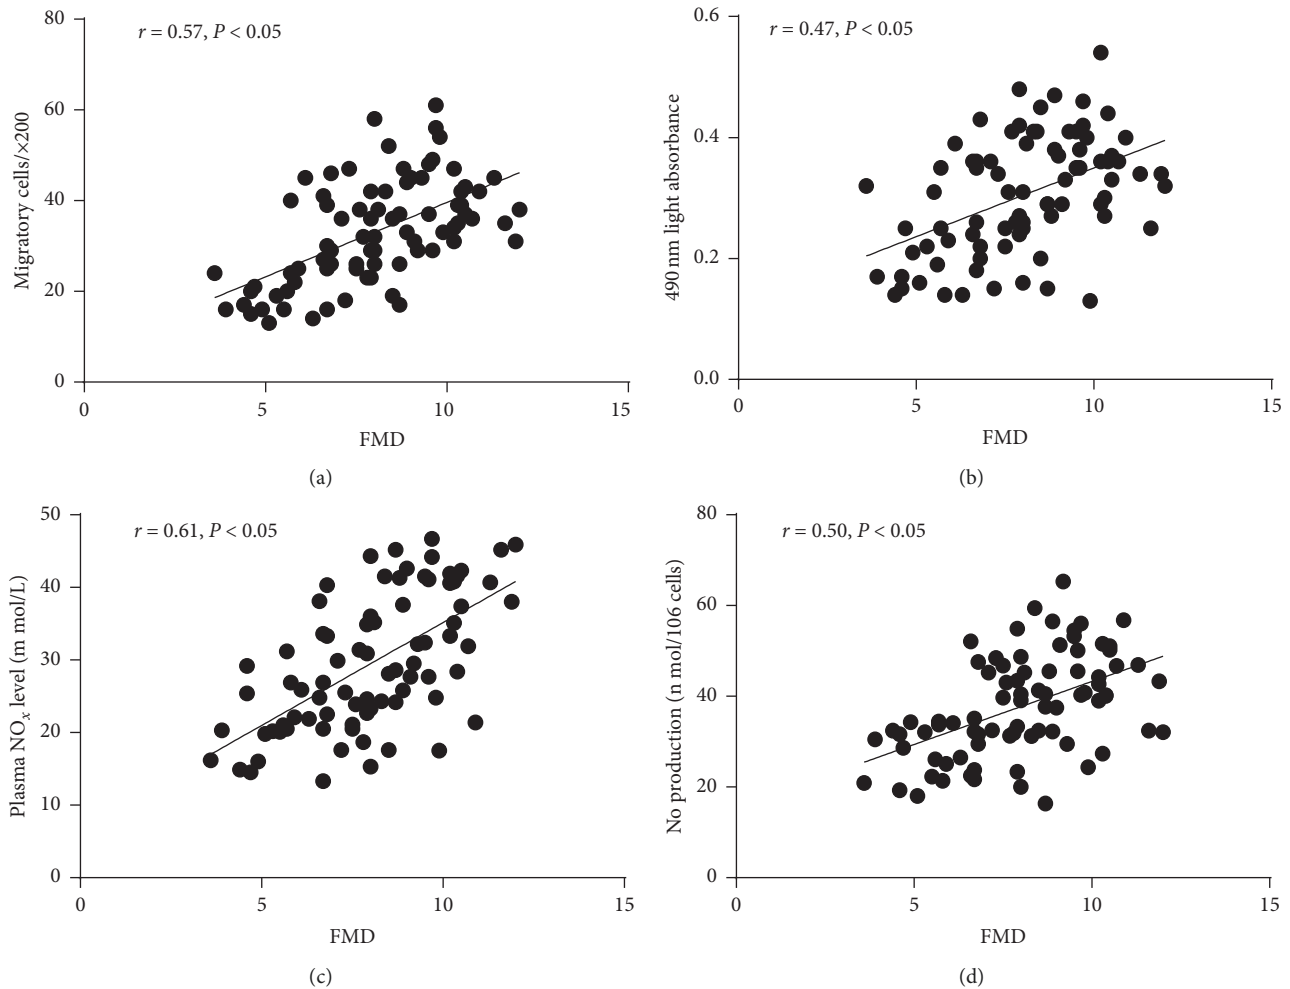 r = 0.57, P < 0.05
80
60
40
20
0
Migratory cells/×200
0 5 10 15
FMD
(a)
r = 0.47, P < 0.05
0.6
0.4
0.2
0.0
490 nm light absorbance
0 5 10 15
FMD
(b)
r = 0.61, P < 0.05
50
40
30
20
10
0
Plasma NOx level (m mol/L)
0 5 10 15
FMD
(c)
r = 0.50, P < 0.05
80
60
40
20
0
No production (n mol/106 cells)
0 5 10 15
FMD
(d)